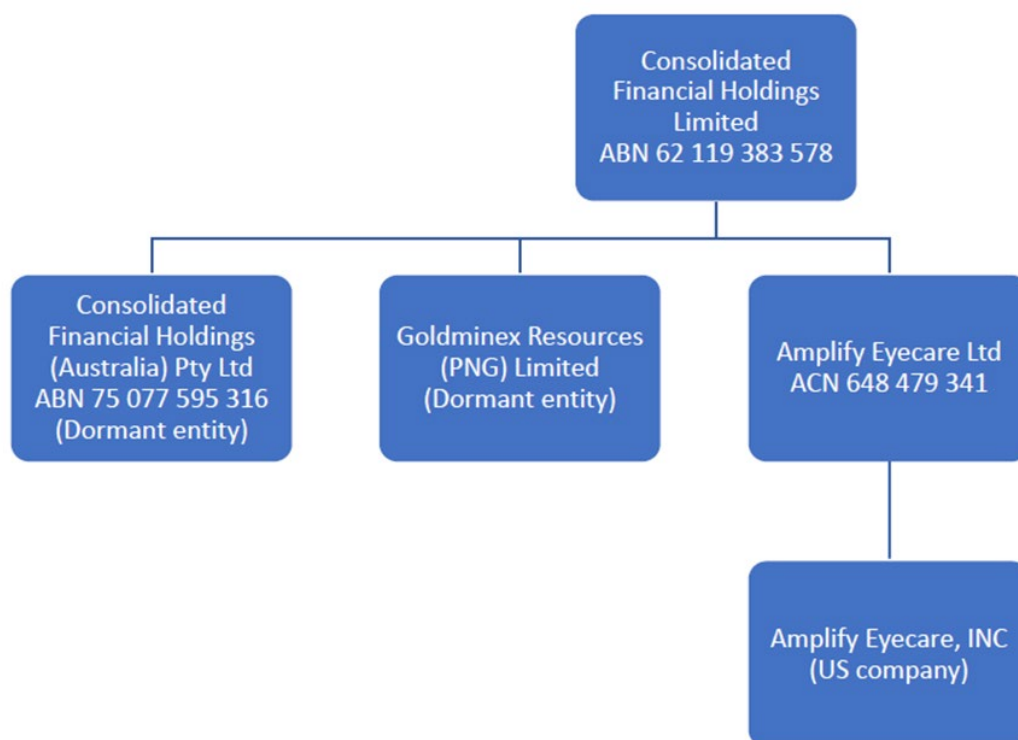 Consolidated
Financial Holdings
Limited
ABN 62 119 383 578
Consolidated
Financial Holdings
(Australia) Pty Ltd
ABN 75 077 595 316
(Dormant entity)
Goldminex Resources
(PNG) Limited
(Dormant entity)
Amplify Eyecare Ltd
ACN 648 479 341
Amplify Eyecare, INC
(US company)